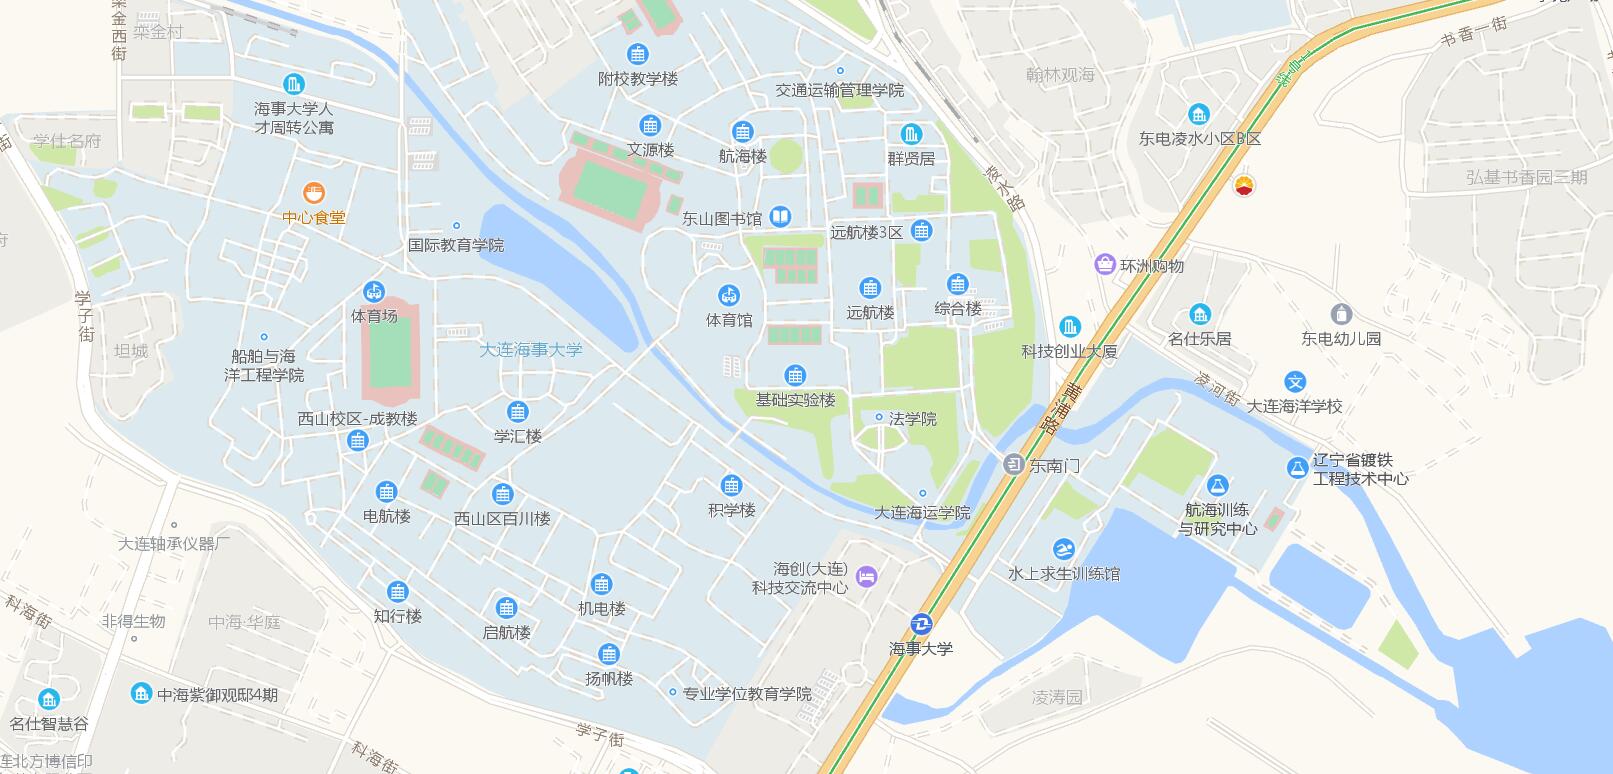 栾金西街
栾金村
附校教学楼
交通运输管理学院
翰林观海
书香一街
1号线
海事大学人
才周转公寓
学仕名府
文源楼
航海楼
群贤居
东电凌水小区B区
凌水路
弘基书香园三期
中心食堂
国际教育学院
东山图书馆
远航楼3区
环洲购物
学子街
体育场
体育馆
远航楼
综合楼
科技创业大厦
名仕乐居
东电幼儿园
坦城
船舶与海
洋工程学院
大连海事大学
西山校区-成教楼
学汇楼
基础实验楼
法学院
黄浦路
凌河街
大连海洋学校
东南门
辽宁省镀铁
工程技术中心
电航楼
西山区百川楼
积学楼
大连海运学院
航海训练
与研究中心
大连轴承仪器厂
水上求生训练馆
海创(大连)
科技交流中心
科海街
非得生物
中海·华庭
知行楼
启航楼
机电楼
海事大学
扬帆楼
专业学位教育学院
中海紫御观邸4期
名仕智慧谷
凌涛园
学子街
科海街
连北方博信印